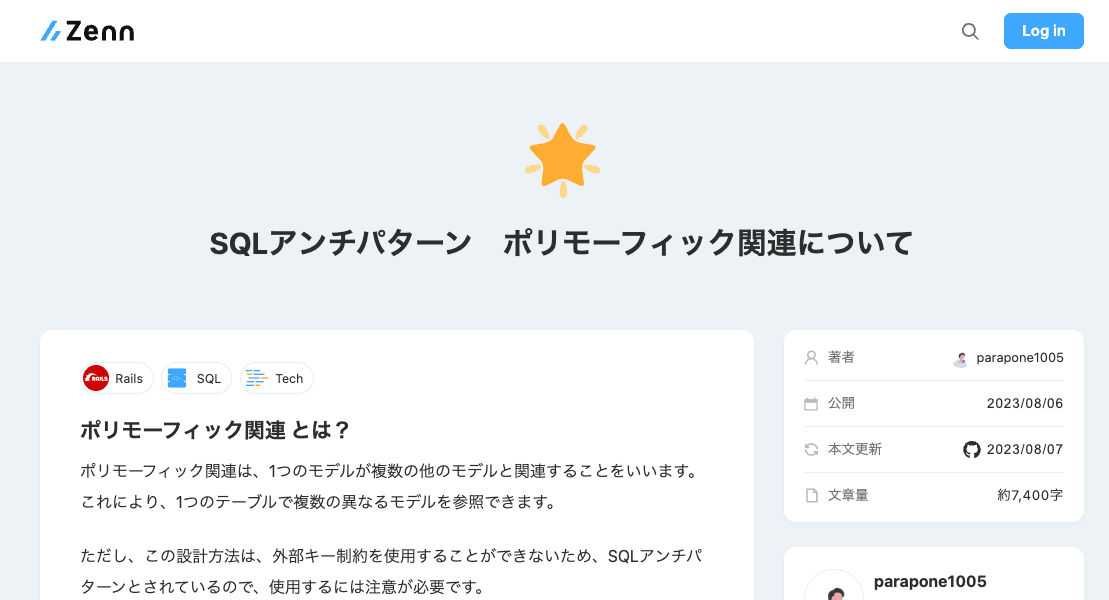 Zenn
Log in
SQLアンチパターン　ポリモーフィック関連について
RAILS Rails
SQL
Tech
ポリモーフィック関連 とは？
ポリモーフィック関連は、1つのモデルが複数の他のモデルと関連することをいいます。
これにより、1つのテーブルで複数の異なるモデルを参照できます。
ただし、この設計方法は、外部キー制約を使用することができないため、SQLアンチパ
ターンとされているので、使用するには注意が必要です。
著者 parapone1005
公開 2023/08/06
本文更新 2023/08/07
文章量 約7,400字
parapone1005